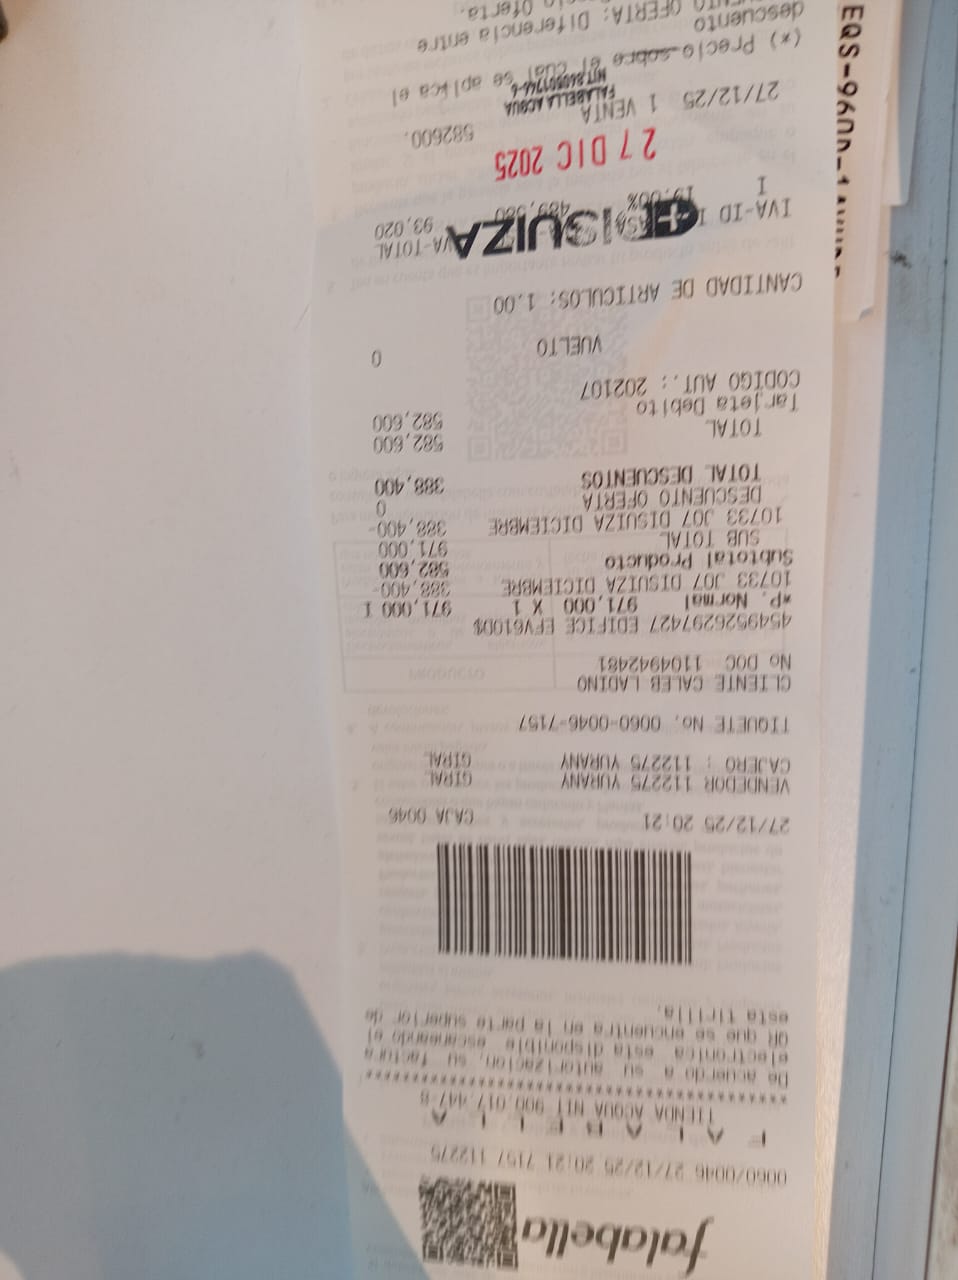 falabella
0060/0046 27/12/25 20:21 7157 112275
F A L A B E L L A
TIENDA ACQUA NIT 900.017.447-8
De acuerdo a su autorizacion, su factura
electronica esta disponible escaneando el
QR que se encuentra en la parte superior de
esta tirilla.
27/12/25 20:21 CAJA 0046
VENDEDOR 112275 YURANY GIRAL
CAJERO : 112275 YURANY GIRAL
TIQUETE No. 0060-0046-7157
CLIENTE CALEB LADINO
No DOC 1104942481
4549526297427 EDIFICE EFV610D$
*P. Normal 971,000 X 1 971,000 I
10733 J07 DISUIZA DICIEMBRE 388,400-
Subtotal Producto 582,600
SUB TOTAL 971,000
10733 J07 DISUIZA DICIEMBRE 388,400-
DESCUENTO OFERTA 0
TOTAL DESCUENTOS 388,400
TOTAL 582,600
Tarjeta Debito 582,600
CODIGO AUT.: 202107
VUELTO 0
CANTIDAD DE ARTICULOS: 1.00
IVA-ID IVA-TOTAL
I 19.00% 489,580 93,020
DISUIZA
27 DIC 2025
582600.
27/12/25 1 VENTA
FALABELLA ACQUA
(*) Precio sobre el cual se aplica el
descuento
OFERTA: Diferencia entre
oferta.